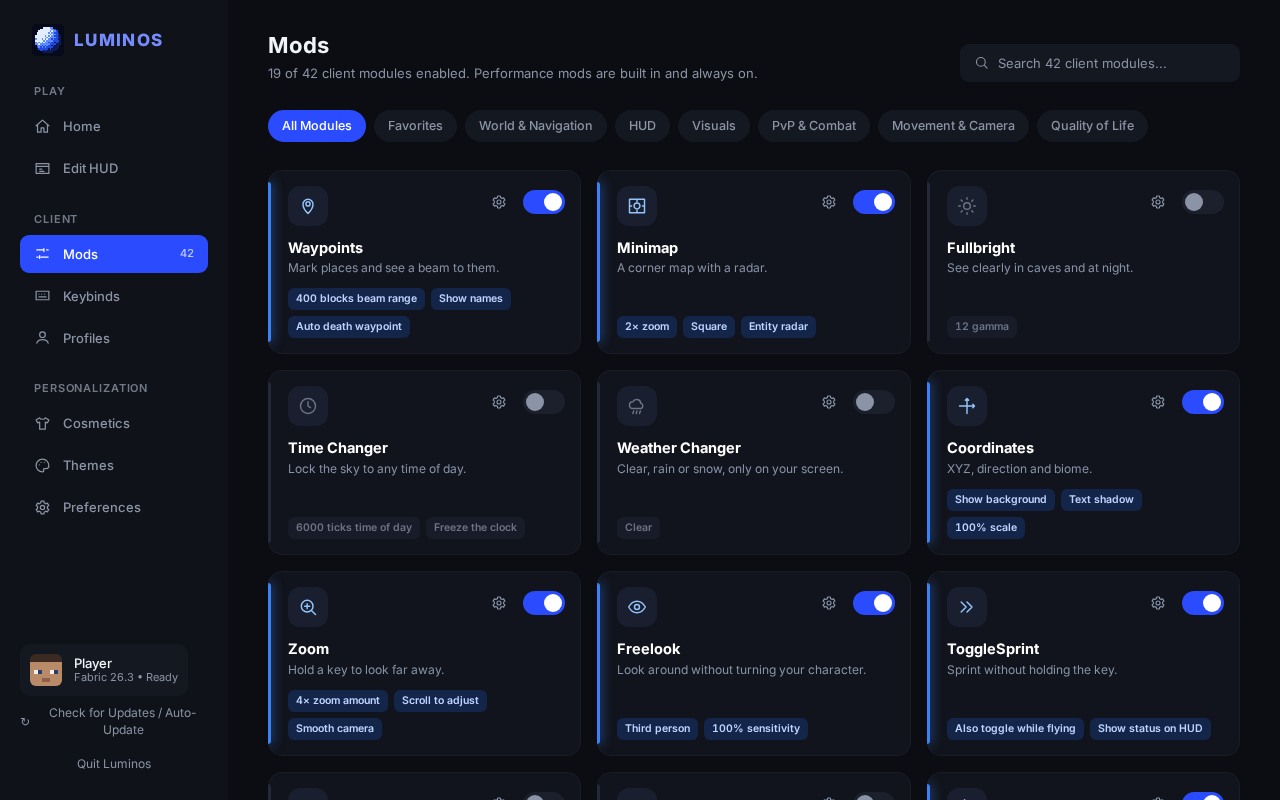 LUMINOS
PLAY
Home
Edit HUD
CLIENT
Mods 42
Keybinds
Profiles
PERSONALIZATION
Cosmetics
Themes
Preferences
Player
Fabric 26.3 • Ready
↻ Check for Updates / Auto-
Update
Quit Luminos
Mods
19 of 42 client modules enabled. Performance mods are built in and always on.
Search 42 client modules...
All Modules Favorites World & Navigation HUD Visuals PvP & Combat Movement & Camera Quality of Life
Waypoints
Mark places and see a beam to them.
400 blocks beam range Show names
Auto death waypoint
Minimap
A corner map with a radar.
2× zoom Square Entity radar
Fullbright
See clearly in caves and at night.
12 gamma
Time Changer
Lock the sky to any time of day.
6000 ticks time of day Freeze the clock
Weather Changer
Clear, rain or snow, only on your screen.
Clear
Coordinates
XYZ, direction and biome.
Show background Text shadow
100% scale
Zoom
Hold a key to look far away.
4× zoom amount Scroll to adjust
Smooth camera
Freelook
Look around without turning your character.
Third person 100% sensitivity
ToggleSprint
Sprint without holding the key.
Also toggle while flying Show status on HUD